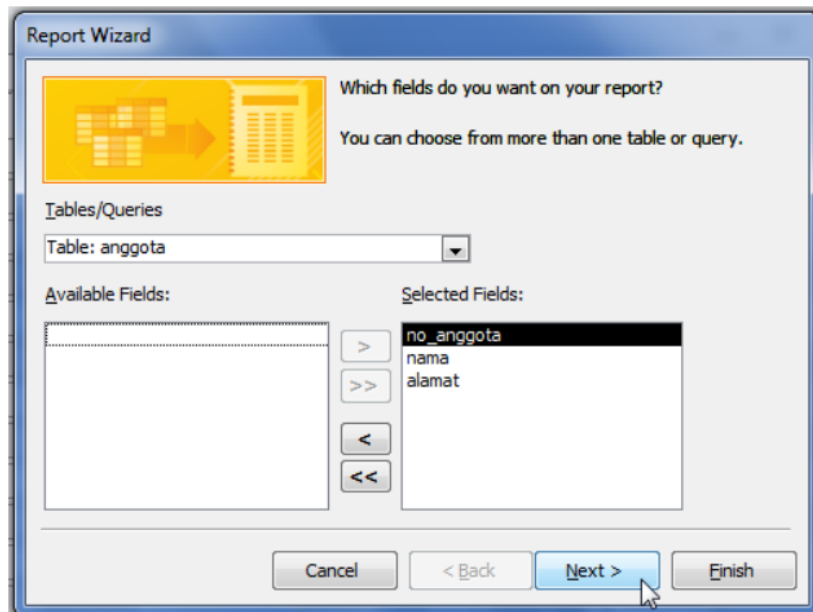 Report Wizard
Which fields do you want on your report?
You can choose from more than one table or query.
Tables/Queries
Table: anggota
Available Fields:
Selected Fields:
no_anggota
nama
alamat
>
>>
<
<<
Cancel
< Back
Next >
Finish